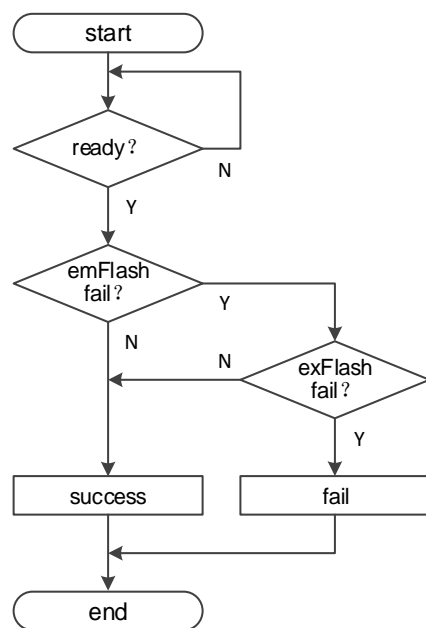 start
ready？
N
Y
emFlash
fail？
Y
N
N
exFlash
fail？
Y
success
fail
end